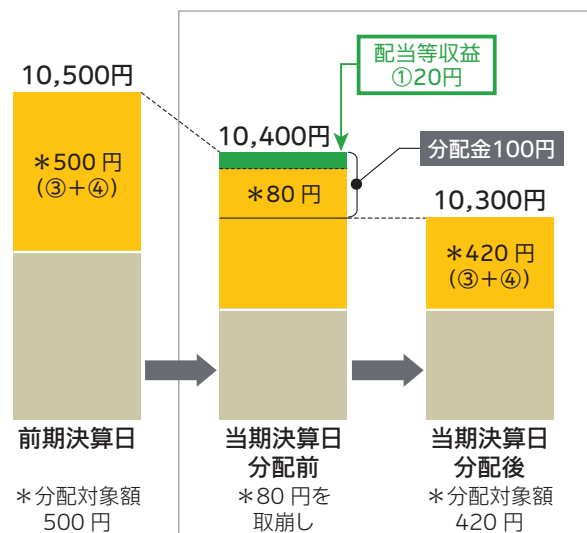 配当等収益
①20円
10,500円
10,400円
分配金100円
＊500 円
(③＋④)
＊80 円
10,300円
＊420 円
(③＋④)
前期決算日
当期決算日
分配前
当期決算日
分配後
＊分配対象額
500 円
＊80 円を
取崩し
＊分配対象額
420 円